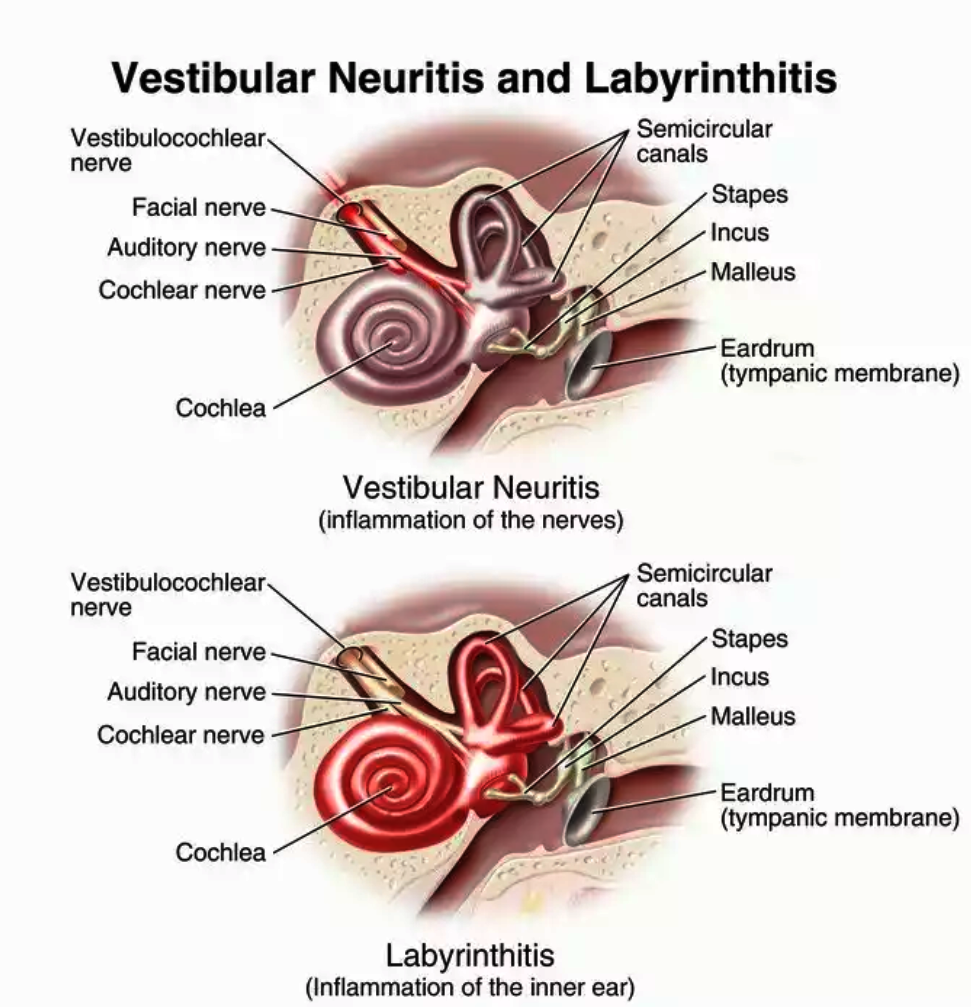 Vestibular Neuritis and Labyrinthitis
Vestibulocochlear
nerve
Facial nerve
Auditory nerve
Cochlear nerve
Cochlea
Semicircular
canals
Stapes
Incus
Malleus
Eardrum
(tympanic membrane)
Vestibular Neuritis
(inflammation of the nerves)
Vestibulocochlear
nerve
Facial nerve
Auditory nerve
Cochlear nerve
Cochlea
Semicircular
canals
Stapes
Incus
Malleus
Eardrum
(tympanic membrane)
Labyrinthitis
(Inflammation of the inner ear)